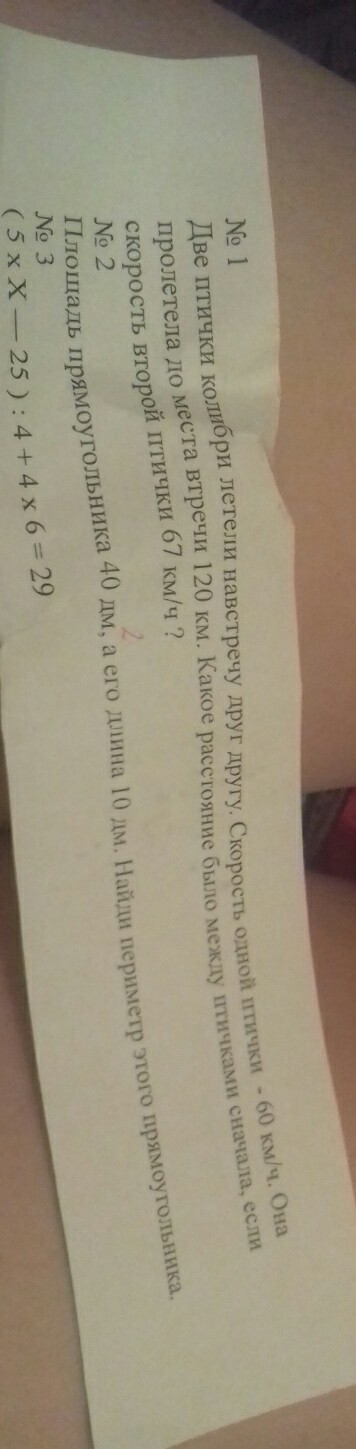 № 1
Две птички колибри летели навстречу друг другу. Скорость одной птички - 60 км/ч. Она
пролетела до места втречи 120 км. Какое расстояние было между птичками сначала, если
скорость второй птички 67 км/ч ?
№ 2
Площадь прямоугольника 40 дм,² а его длина 10 дм. Найди периметр этого прямоугольника.
№ 3
( 5 х Х — 25 ) : 4 + 4 х 6 = 29